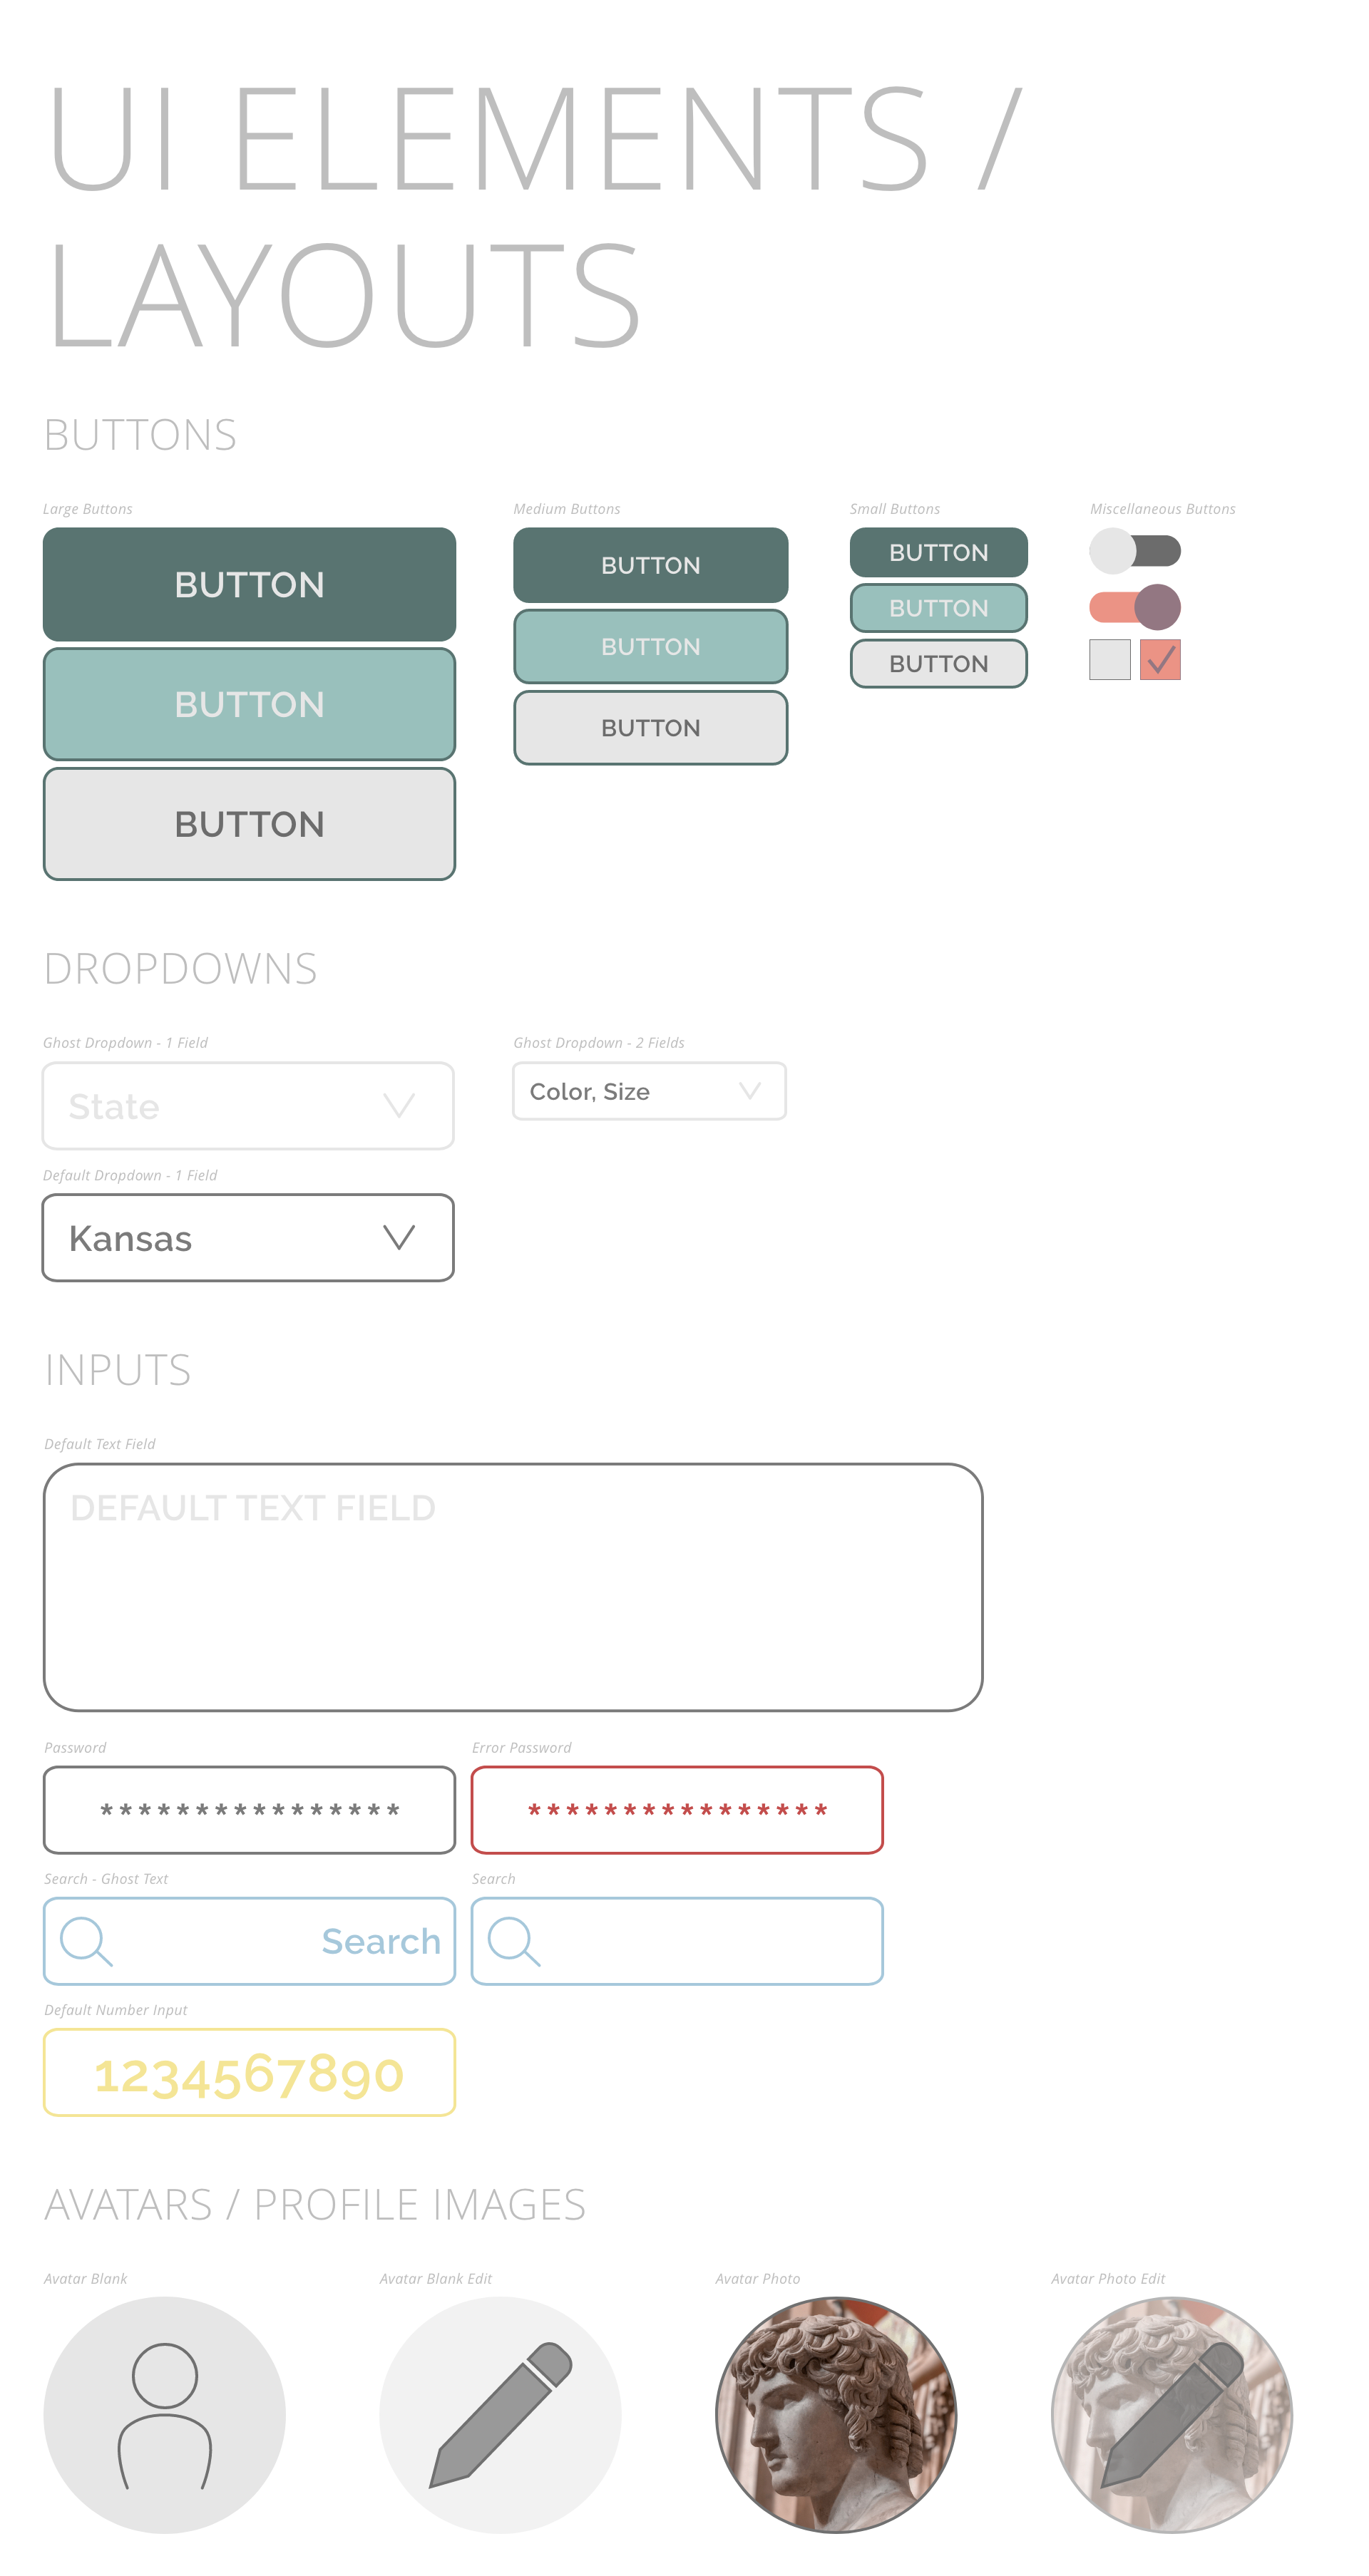 UI ELEMENTS /
LAYOUTS
BUTTONS
Large Buttons
BUTTON
BUTTON
BUTTON
Medium Buttons
BUTTON
BUTTON
BUTTON
Small Buttons
BUTTON
BUTTON
BUTTON
Miscellaneous Buttons
DROPDOWNS
Ghost Dropdown - 1 Field
State
Ghost Dropdown - 2 Fields
Color, Size
Default Dropdown - 1 Field
Kansas
INPUTS
Default Text Field
DEFAULT TEXT FIELD
Password
****************
Error Password
****************
Search - Ghost Text
Search
Search
Default Number Input
1234567890
AVATARS / PROFILE IMAGES
Avatar Blank
Avatar Blank Edit
Avatar Photo
Avatar Photo Edit